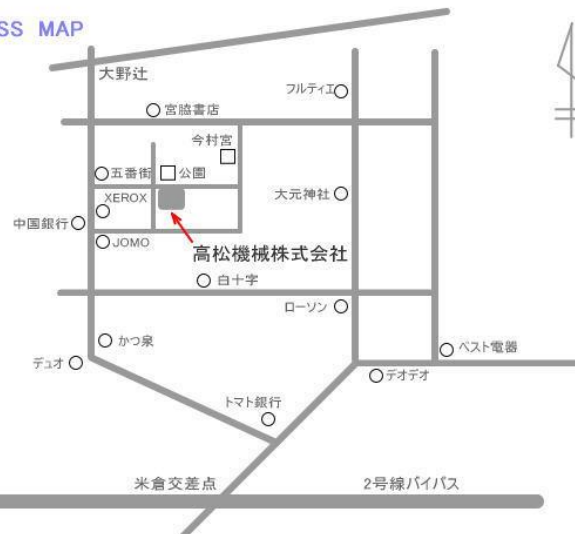 SS MAP
大野辻
フルティエ
宮脇書店
今村宮
五番街
公園
XEROX
大元神社
中国銀行
JOMO
高松機械株式会社
白十字
ローソン
かつ泉
ベスト電器
デュオ
デオデオ
トマト銀行
米倉交差点
2号線バイパス